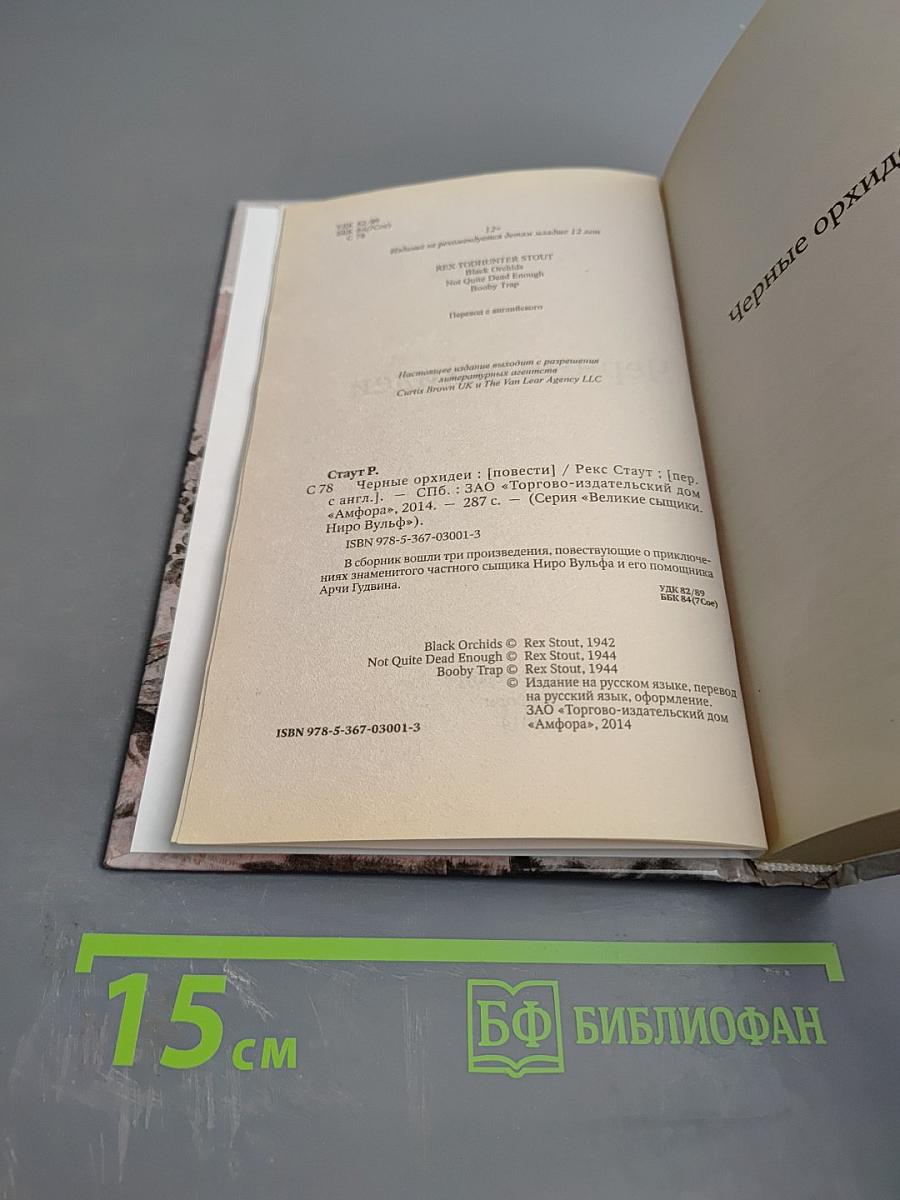 УДК 82/89
ББК 84(7Сое)
С 78
12+
Издание не рекомендуется детям младше 12 лет
REX TODHUNTER STOUT
Black Orchids
Not Quite Dead Enough
Booby Trap
Перевод с английского
Настоящее издание выходит с разрешения
литературных агентств
Curtis Brown UK и The Van Lear Agency LLC
Стаут Р.
С 78 Черные орхидеи : [повести] / Рекс Стаут ; [пер.
с англ.]. — СПб. : ЗАО «Торгово-издательский дом
«Амфора», 2014. — 287 с. — (Серия «Великие сыщики.
Ниро Вульф»).
ISBN 978-5-367-03001-3
В сборник вошли три произведения, повествующие о приключе-
ниях знаменитого частного сыщика Ниро Вульфа и его помощника
Арчи Гудвина.
УДК 82/89
ББК 84(7Сое)
Black Orchids © Rex Stout, 1942
Not Quite Dead Enough © Rex Stout, 1944
Booby Trap © Rex Stout, 1944
© Издание на русском языке, перевод
на русский язык, оформление.
ЗАО «Торгово-издательский дом
«Амфора», 2014
ISBN 978-5-367-03001-3
Черные
15 см
БФ БИБЛИОФАН